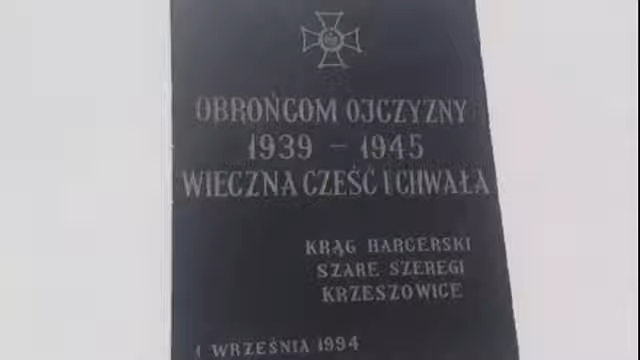 OBROŃCOM OJCZYZNY
1939 – 1945
WIECZNA CZEŚĆ I CHWAŁA
KRĄG HARCERSKI
SZARE SZEREGI
KRZESZOWICE
1 WRZEŚNIA 1994